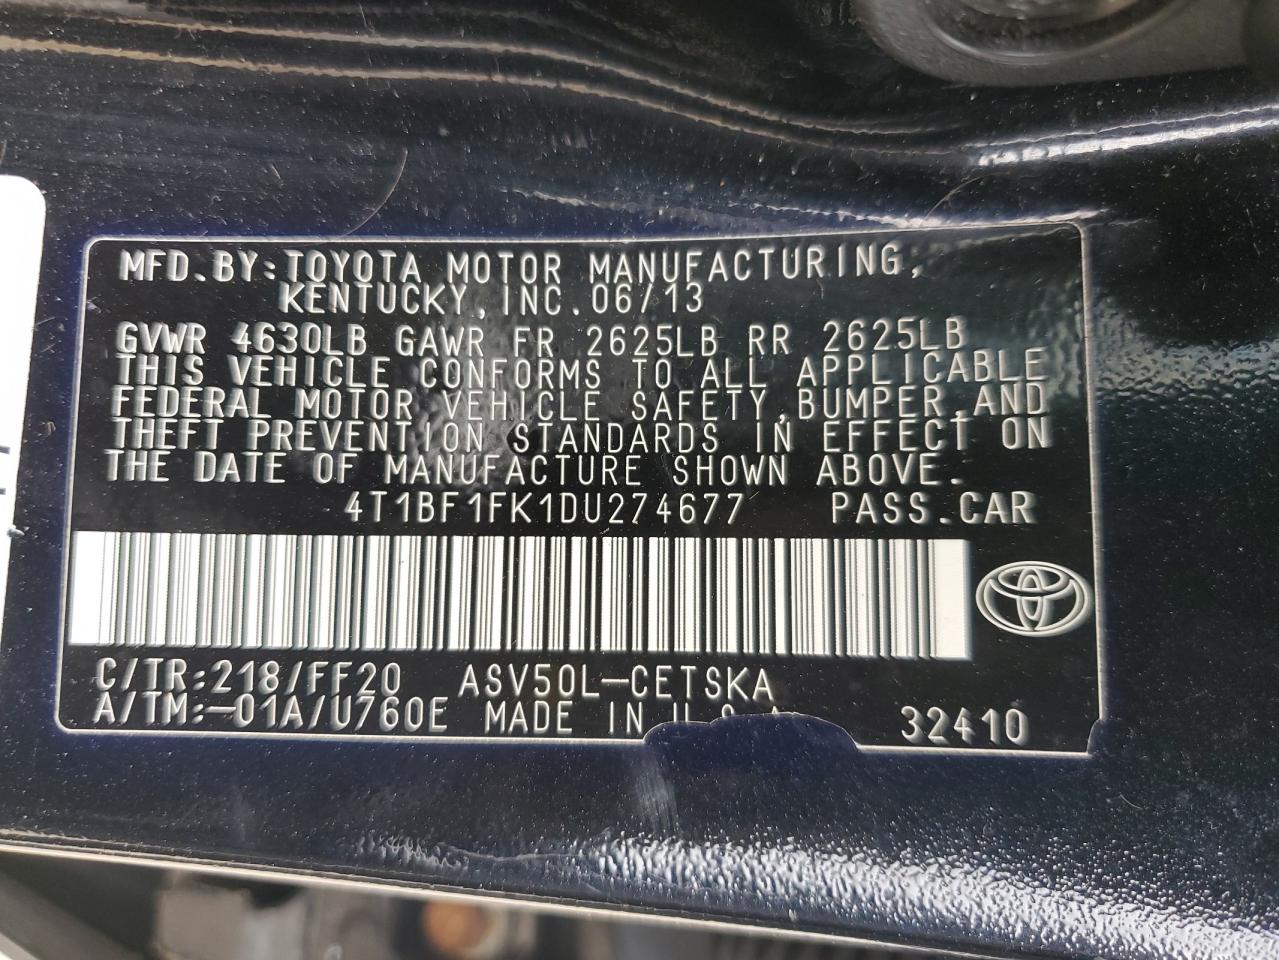 MFD.BY:TOYOTA MOTOR MANUFACTURING,
KENTUCKY,INC.06/13
GVWR 4630LB GAWR FR 2625LB RR 2625LB
THIS VEHICLE CONFORMS TO ALL APPLICABLE
FEDERAL MOTOR VEHICLE SAFETY,BUMPER,AND
THEFT PREVENTION STANDARDS IN EFFECT ON
THE DATE OF MANUFACTURE SHOWN ABOVE.
4T1BF1FK1DU274677 PASS.CAR
C/TR:218/FF20 ASV50L-CETSKA
A/TM:-01A/U760E MADE IN U.S.A. 32410